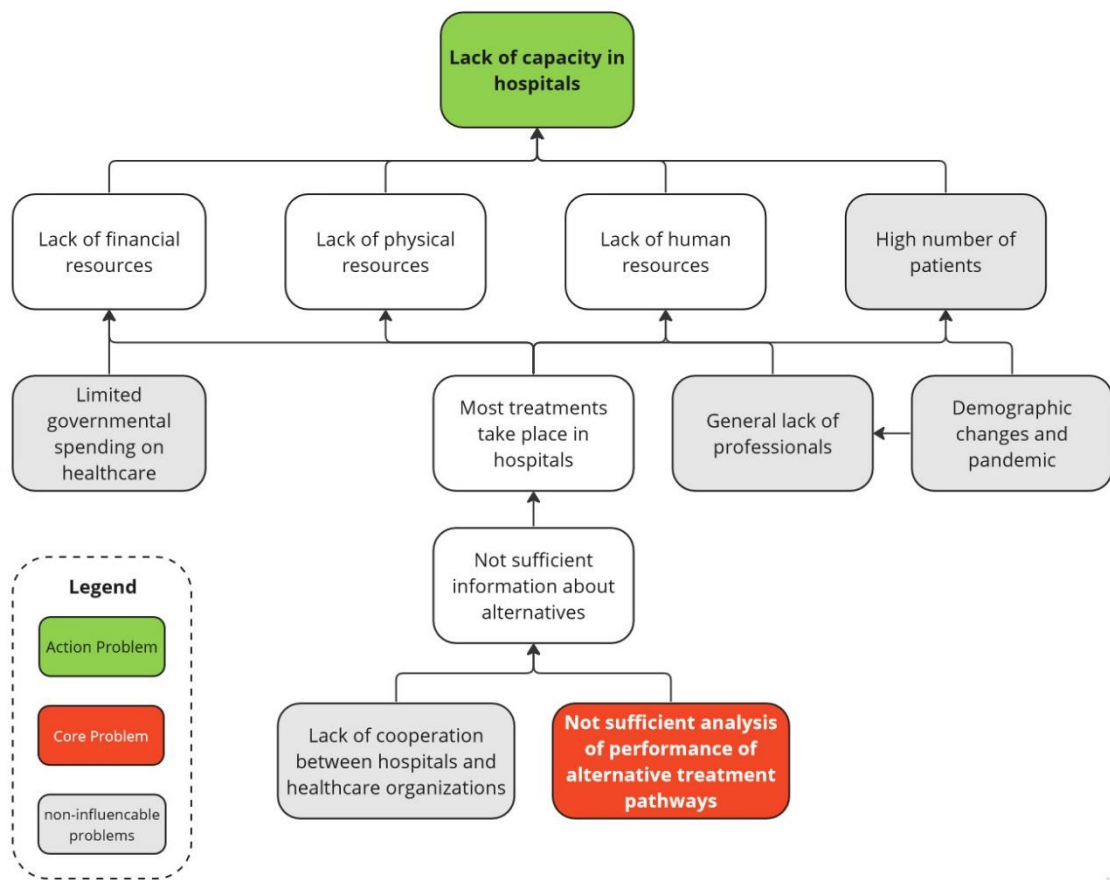 Lack of capacity in
hospitals
Lack of financial
resources
Lack of physical
resources
Lack of human
resources
High number of
patients
Limited
governmental
spending on
healthcare
Most treatments
take place in
hospitals
General lack of
professionals
Demographic
changes and
pandemic
Not sufficient
information about
alternatives
Legend
Action Problem
Core Problem
non-influencable
problems
Lack of cooperation
between hospitals and
healthcare organizations
Not sufficient analysis
of performance of
alternative treatment
pathways